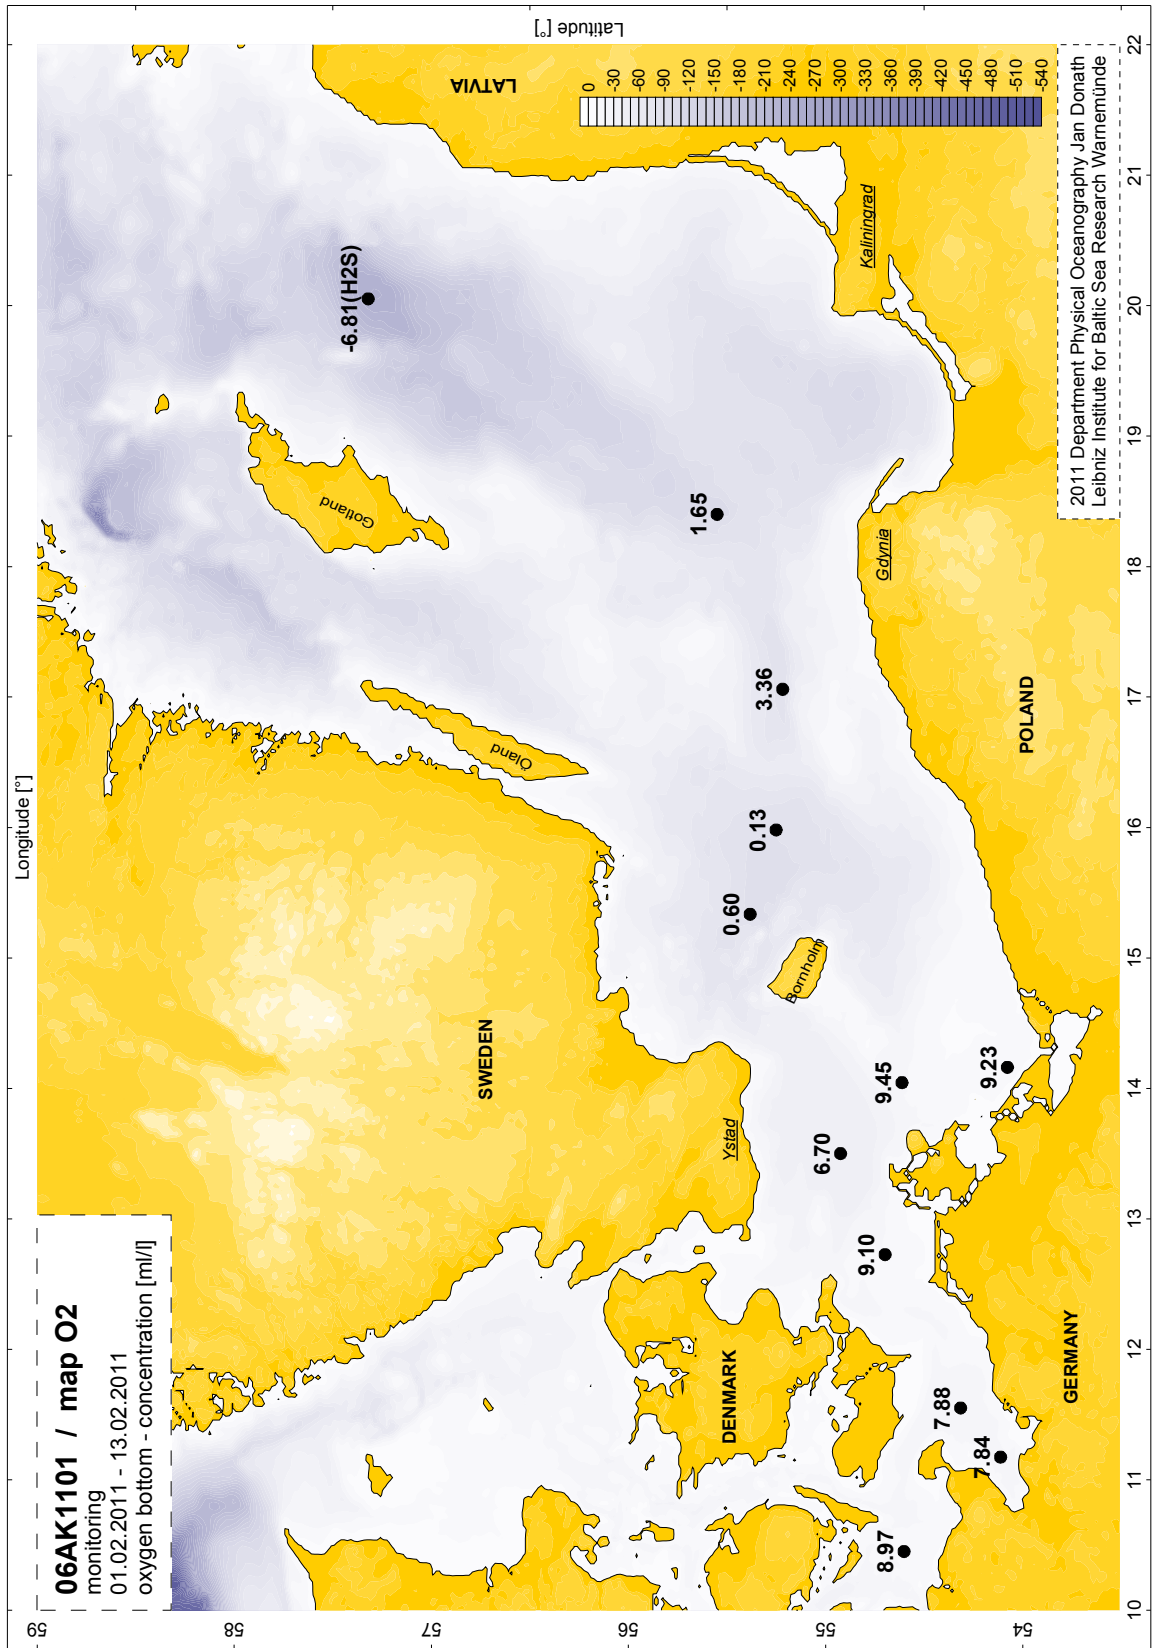 06AK1101 / map O2
monitoring
01.02.2011 - 13.02.2011
oxygen bottom - concentration [ml/l]
Longitude [°]
Latitude [°]
59
58
57
56
55
54
10
11
12
13
14
15
16
17
18
19
20
21
22
SWEDEN
LATVIA
DENMARK
GERMANY
POLAND
Gotland
Öland
Bornholm
Ystad
Gdynia
Kaliningrad
-6.81(H2S)
1.65
3.36
0.13
0.60
9.45
9.23
6.70
9.10
7.88
7.84
8.97
0
-30
-60
-90
-120
-150
-180
-210
-240
-270
-300
-330
-360
-390
-420
-450
-480
-510
-540
2011 Department Physical Oceanography Jan Donath
Leibniz Institute for Baltic Sea Research Warnemünde